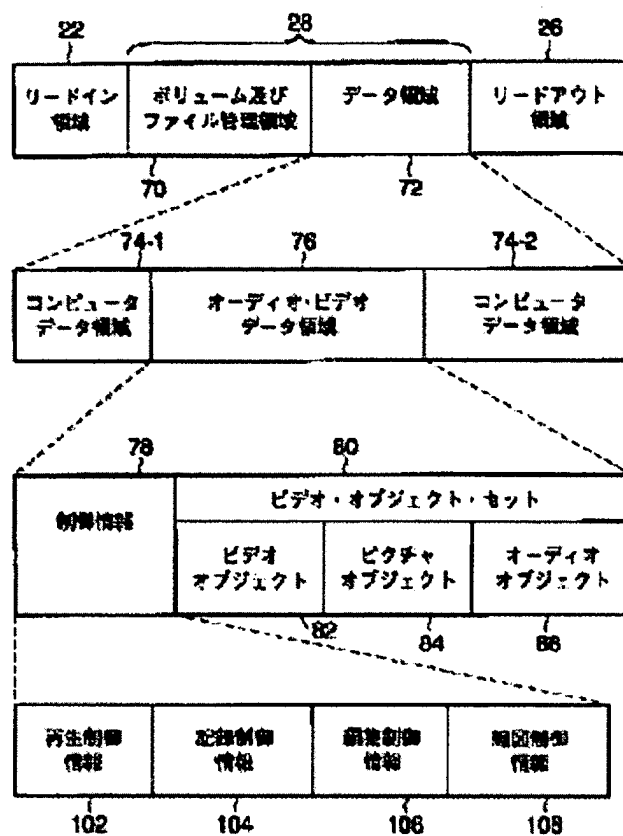 22 28 26
リードイン
領域
ボリューム及び
ファイル管理領域
データ領域
リードアウト
領域
70 72
74-1 76 74-2
コンピュータ
データ領域
オーディオ・ビデオ
データ領域
コンピュータ
データ領域
78 80
制御情報
ビデオ・オブジェクト・セット
ビデオ
オブジェクト
ピクチャ
オブジェクト
オーディオ
オブジェクト
82 84 86
再生制御
情報
記録制御
情報
編集制御
情報
縮図制御
情報
102 104 106 108